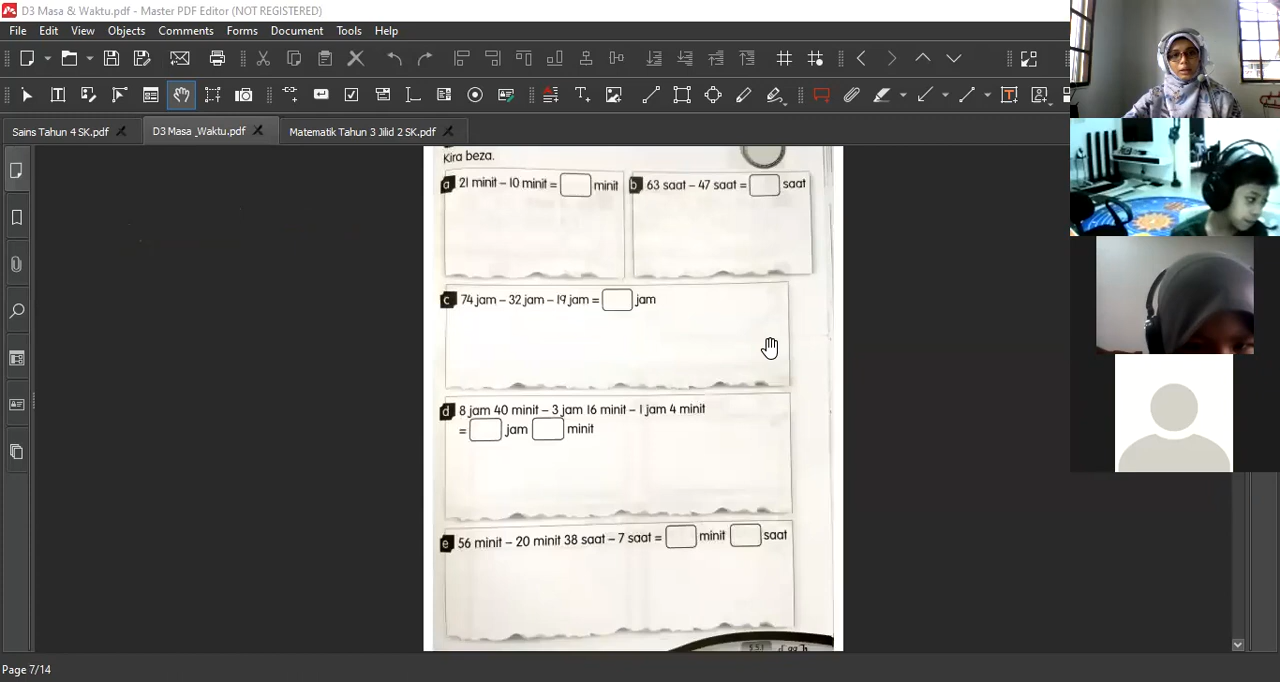 D3 Masa & Waktu.pdf - Master PDF Editor (NOT REGISTERED)
File Edit View Objects Comments Forms Document Tools Help
Sains Tahun 4 SK.pdf D3 Masa _Waktu.pdf Matematik Tahun 3 Jilid 2 SK.pdf
Kira beza.
a 21 minit – 10 minit = minit
b 63 saat – 47 saat = saat
c 74 jam – 32 jam – 19 jam = jam
d 8 jam 40 minit – 3 jam 16 minit – 1 jam 4 minit
= jam minit
e 56 minit – 20 minit 38 saat – 7 saat = minit saat
5.5.1
Page 7/14